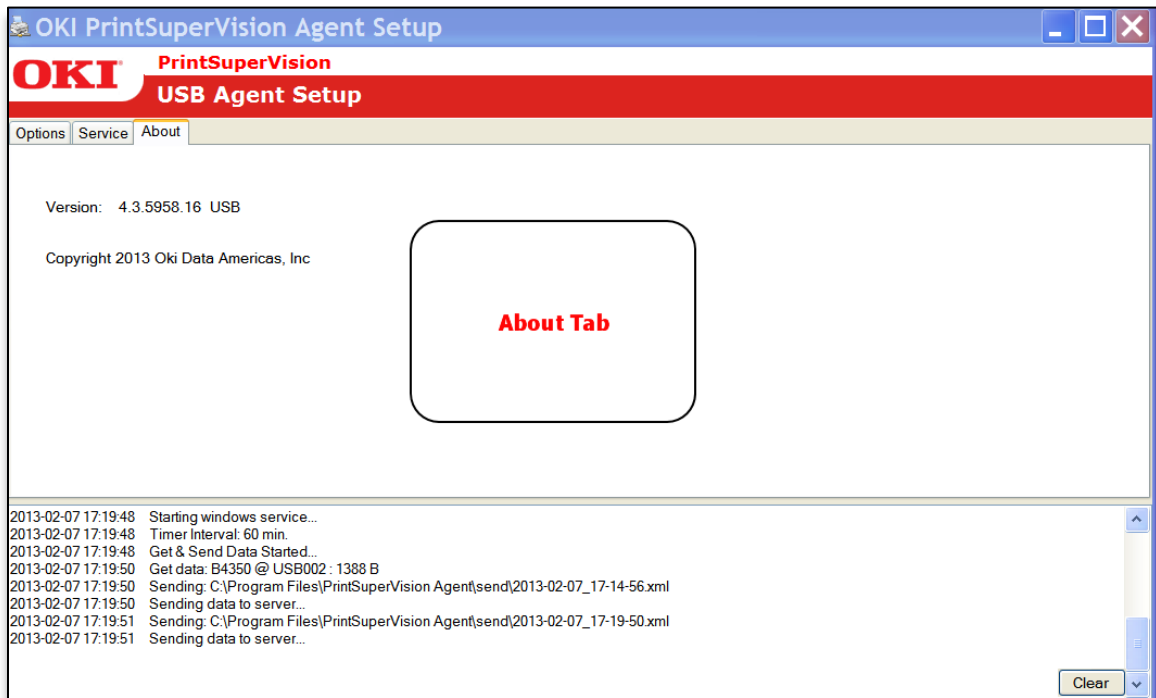 OKI PrintSuperVision Agent Setup
OKI
PrintSuperVision
USB Agent Setup
Options Service About
Version: 4.3.5958.16 USB
Copyright 2013 Oki Data Americas, Inc
About Tab
2013-02-07 17:19:48 Starting windows service...
2013-02-07 17:19:48 Timer Interval: 60 min.
2013-02-07 17:19:48 Get & Send Data Started...
2013-02-07 17:19:50 Get data: B4350 @ USB002 : 1388 B
2013-02-07 17:19:50 Sending: C:\Program Files\PrintSuperVision Agent\send\2013-02-07_17-14-56.xml
2013-02-07 17:19:50 Sending data to server...
2013-02-07 17:19:51 Sending: C:\Program Files\PrintSuperVision Agent\send\2013-02-07_17-19-50.xml
2013-02-07 17:19:51 Sending data to server...
Clear